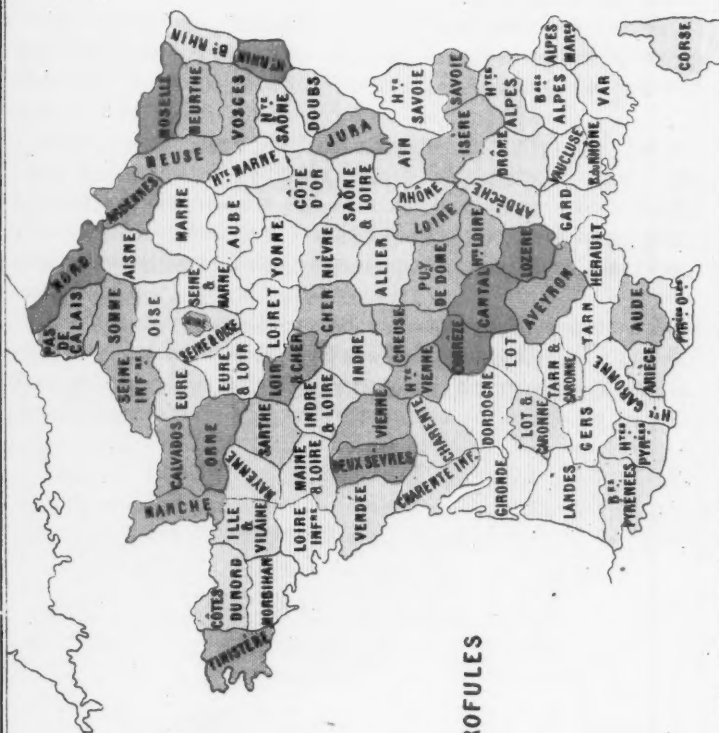 NORD
PAS
DE
CALAIS
SOMME
SEINE
INFRE
OISE
AISNE
ARDENNES
MEUSE
MOSELLE
MEURTHE
BS RHIN
VOSGES
HT RHIN
MANCHE
CALVADOS
ORNE
EURE
EURE
& LOIR
SEINE & OISE
SEINE
&
MARNE
MARNE
AUBE
HTE MARNE
HTE
SAÔNE
DOUBS
JURA
FINISTÈRE
CÔTES
DU NORD
MORBIHAN
ILLE
&
VILAINE
MAYENNE
SARTHE
LOIR
& CHER
LOIRET
YONNE
CÔTE
D'OR
LOIRE
INFRE
MAINE
& LOIRE
INDRE
& LOIRE
CHER
NIÈVRE
SAÔNE
& LOIRE
VENDÉE
DEUX SÈVRES
VIENNE
INDRE
ALLIER
AIN
HTE
SAVOIE
SAVOIE
CHARENTE INF.
CHARENTE
HTE
VIENNE
CREUSE
PUY
DE DÔME
LOIRE
RHÔNE
ISÈRE
GIRONDE
DORDOGNE
CORRÈZE
CANTAL
HTE LOIRE
ARDÈCHE
DRÔME
HTES
ALPES
LANDES
LOT &
GARONNE
LOT
AVEYRON
LOZÈRE
GARD
VAUCLUSE
BSES
ALPES
ALPES
MARES
GERS
TARN &
GARONNE
TARN
HÉRAULT
B. DU RHÔNE
VAR
BSES
PYRÉNÉES
HTES
PYRÉES
HTE GARONNE
ARIÈGE
AUDE
PYRÉES OLES
CORSE
ROFULES